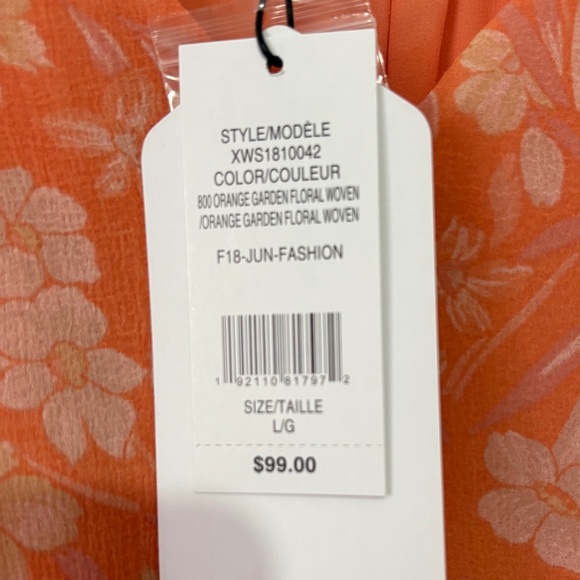 STYLE/MODÈLE
XWS1810042
COLOR/COULEUR
800 ORANGE GARDEN FLORAL WOVEN
/ORANGE GARDEN FLORAL WOVEN
F18-JUN-FASHION
1 92110 81797 2
SIZE/TAILLE
L/G
$99.00